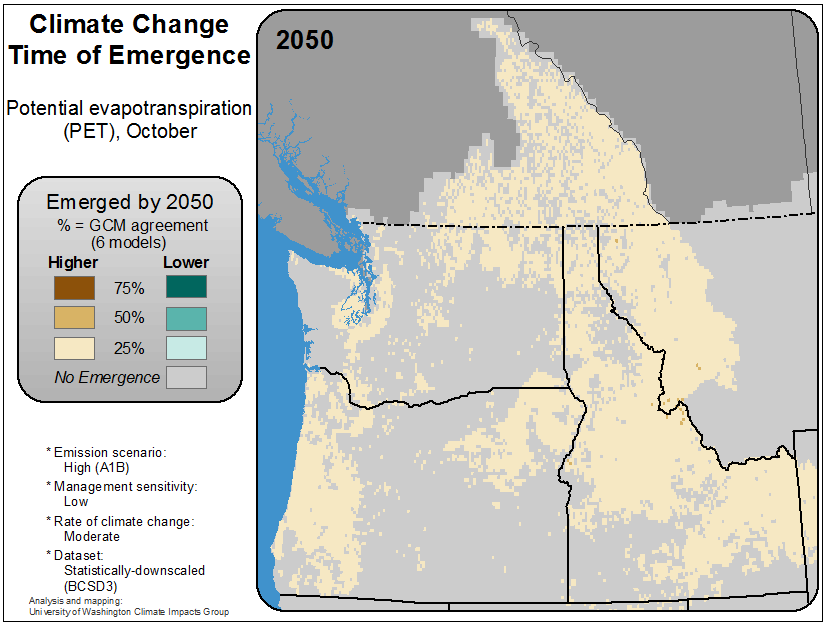 Climate Change
Time of Emergence
Potential evapotranspiration
(PET), October
2050
Emerged by 2050
% = GCM agreement
(6 models)
Higher Lower
75%
50%
25%
No Emergence
* Emission scenario:
High (A1B)
* Management sensitivity:
Low
* Rate of climate change:
Moderate
* Dataset:
Statistically-downscaled
(BCSD3)
Analysis and mapping:
University of Washington Climate Impacts Group